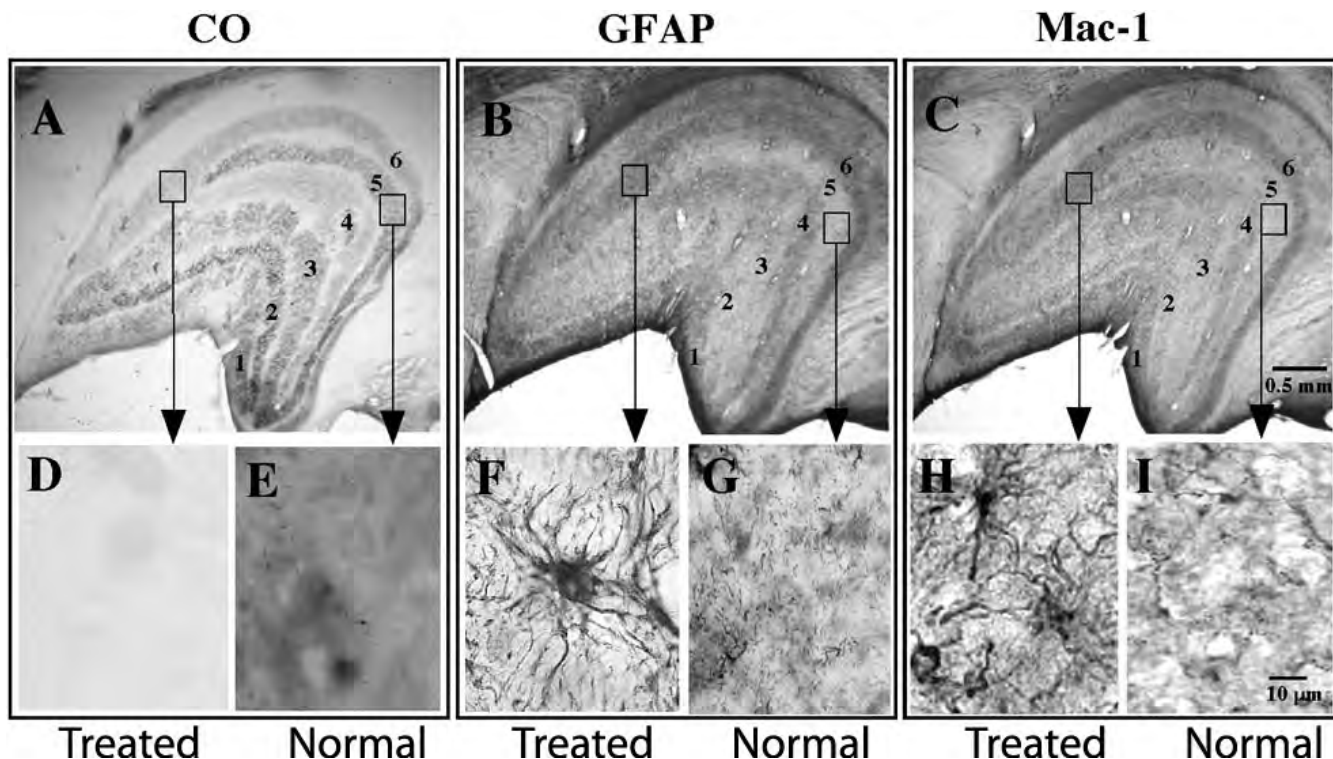 CO GFAP Mac-1
A B C
6 6 6
5 5 5
4 4 4
3 3 3
2 2 2
1 1 1
0.5 mm
D E F G H I
10 µm
Treated Normal Treated Normal Treated Normal